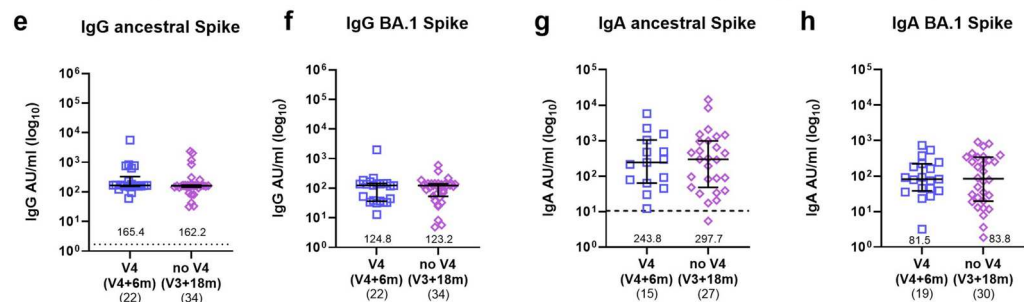 e IgG ancestral Spike
IgG AU/ml (log10)
10^6
10^5
10^4
10^3
10^2
10^1
10^0
165.4 162.2
V4 no V4
(V4+6m) (V3+18m)
(22) (34)
f IgG BA.1 Spike
IgG AU/ml (log10)
10^6
10^5
10^4
10^3
10^2
10^1
10^0
124.8 123.2
V4 no V4
(V4+6m) (V3+18m)
(22) (34)
g IgA ancestral Spike
IgA AU/ml (log10)
10^5
10^4
10^3
10^2
10^1
10^0
243.8 297.7
V4 no V4
(V4+6m) (V3+18m)
(15) (27)
h IgA BA.1 Spike
IgA AU/ml (log10)
10^5
10^4
10^3
10^2
10^1
10^0
81.5 83.8
V4 no V4
(V4+6m) (V3+18m)
(19) (30)